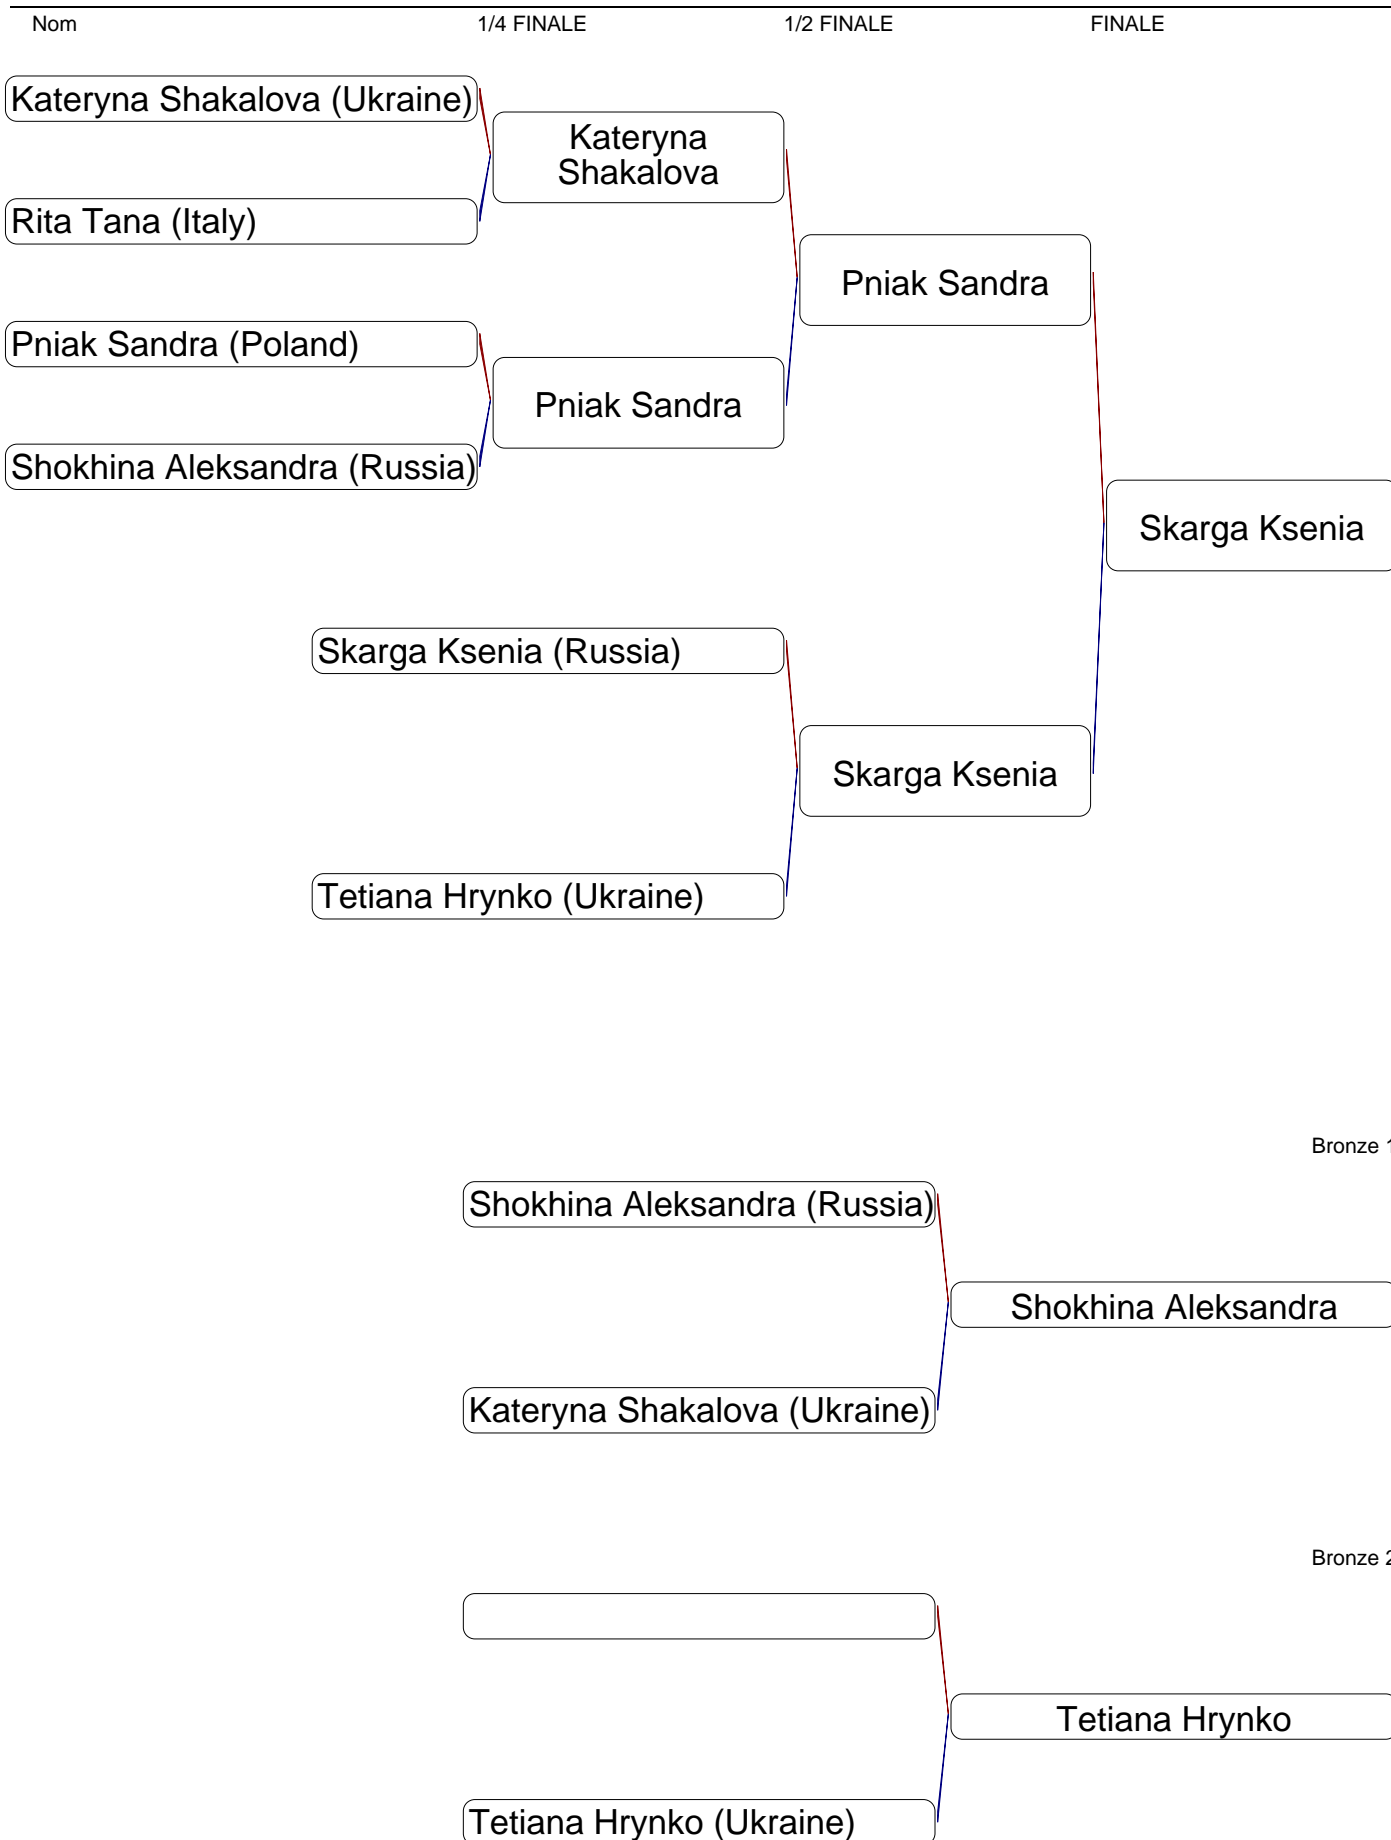 Nom 1/4 FINALE 1/2 FINALE FINALE
Kateryna Shakalova (Ukraine)
Kateryna
Shakalova
Rita Tana (Italy)
Pniak Sandra
Pniak Sandra (Poland)
Pniak Sandra
Shokhina Aleksandra (Russia)
Skarga Ksenia
Skarga Ksenia (Russia)
Skarga Ksenia
Tetiana Hrynko (Ukraine)
Bronze 1
Shokhina Aleksandra (Russia)
Shokhina Aleksandra
Kateryna Shakalova (Ukraine)
Bronze 2
Tetiana Hrynko
Tetiana Hrynko (Ukraine)